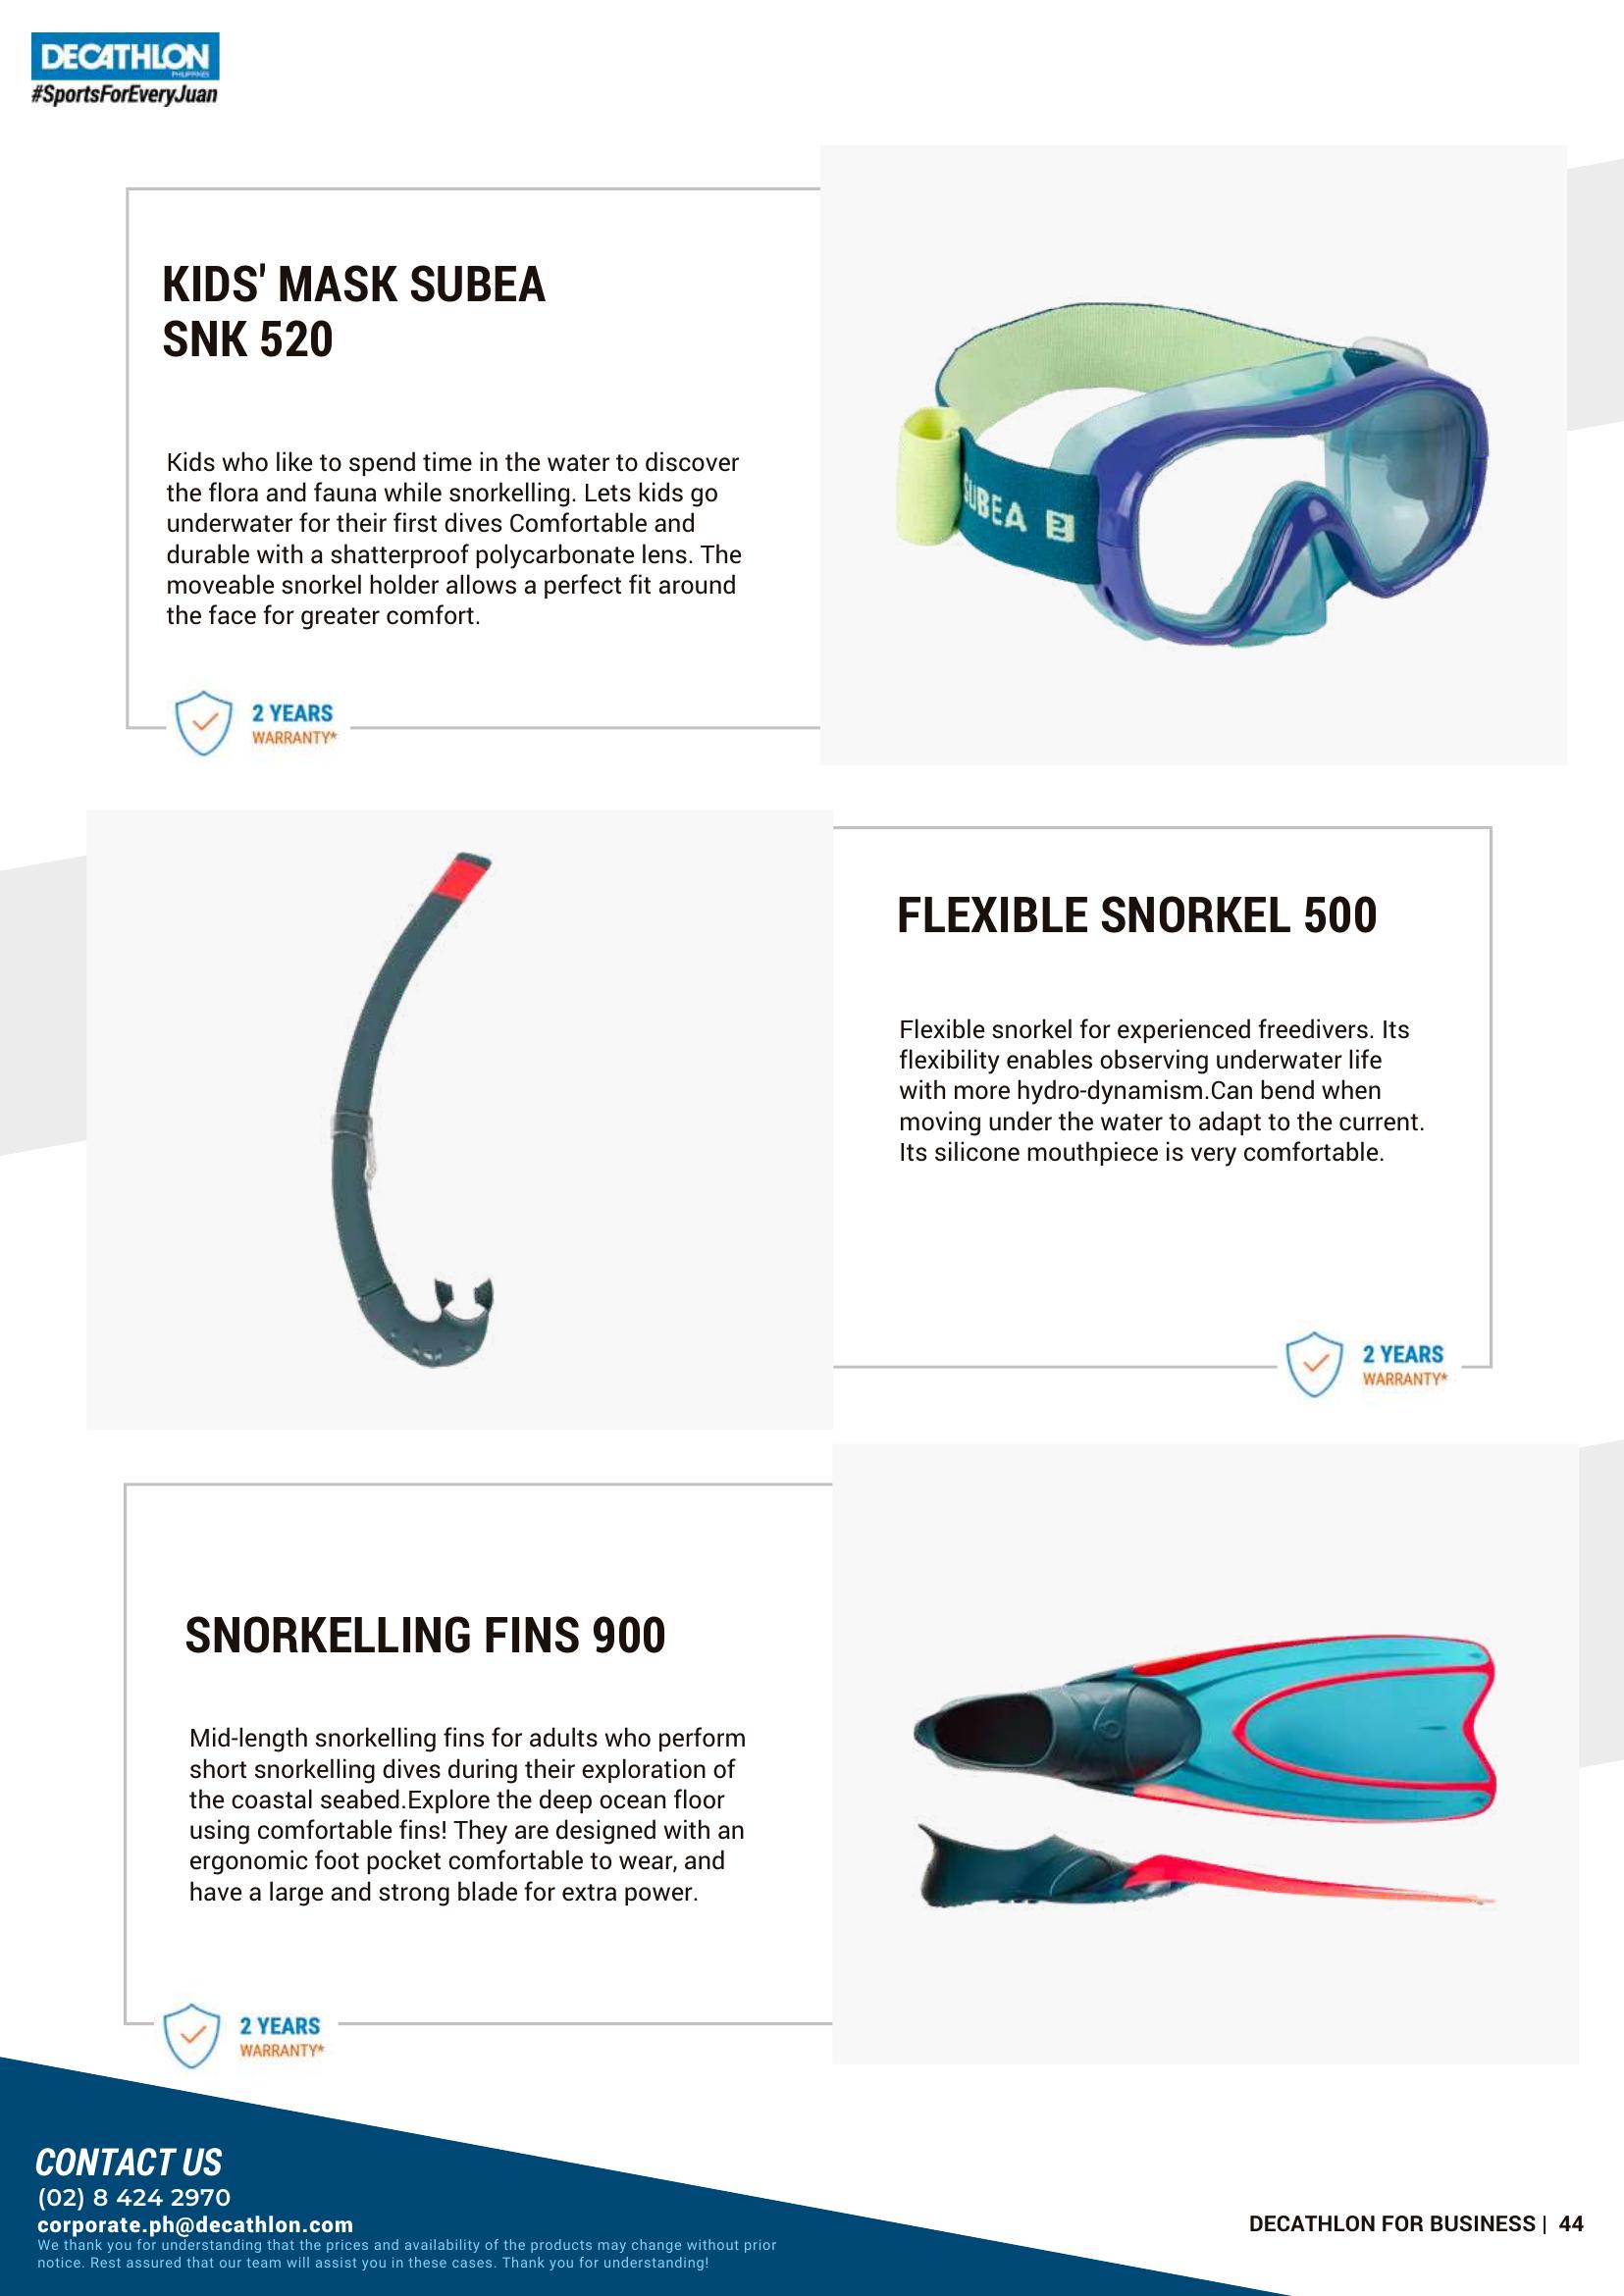 DECATHLON
PHILIPPINES
#SportsForEveryJuan
KIDS' MASK SUBEA
SNK 520
Kids who like to spend time in the water to discover
the flora and fauna while snorkelling. Lets kids go
underwater for their first dives Comfortable and
durable with a shatterproof polycarbonate lens. The
moveable snorkel holder allows a perfect fit around
the face for greater comfort.
2 YEARS
WARRANTY*
SUBEA
FLEXIBLE SNORKEL 500
Flexible snorkel for experienced freedivers. Its
flexibility enables observing underwater life
with more hydro-dynamism.Can bend when
moving under the water to adapt to the current.
Its silicone mouthpiece is very comfortable.
2 YEARS
WARRANTY*
SNORKELLING FINS 900
Mid-length snorkelling fins for adults who perform
short snorkelling dives during their exploration of
the coastal seabed.Explore the deep ocean floor
using comfortable fins! They are designed with an
ergonomic foot pocket comfortable to wear, and
have a large and strong blade for extra power.
2 YEARS
WARRANTY*
CONTACT US
(02) 8 424 2970
corporate.ph@decathlon.com
We thank you for understanding that the prices and availability of the products may change without prior
notice. Rest assured that our team will assist you in these cases. Thank you for understanding!
DECATHLON FOR BUSINESS | 44